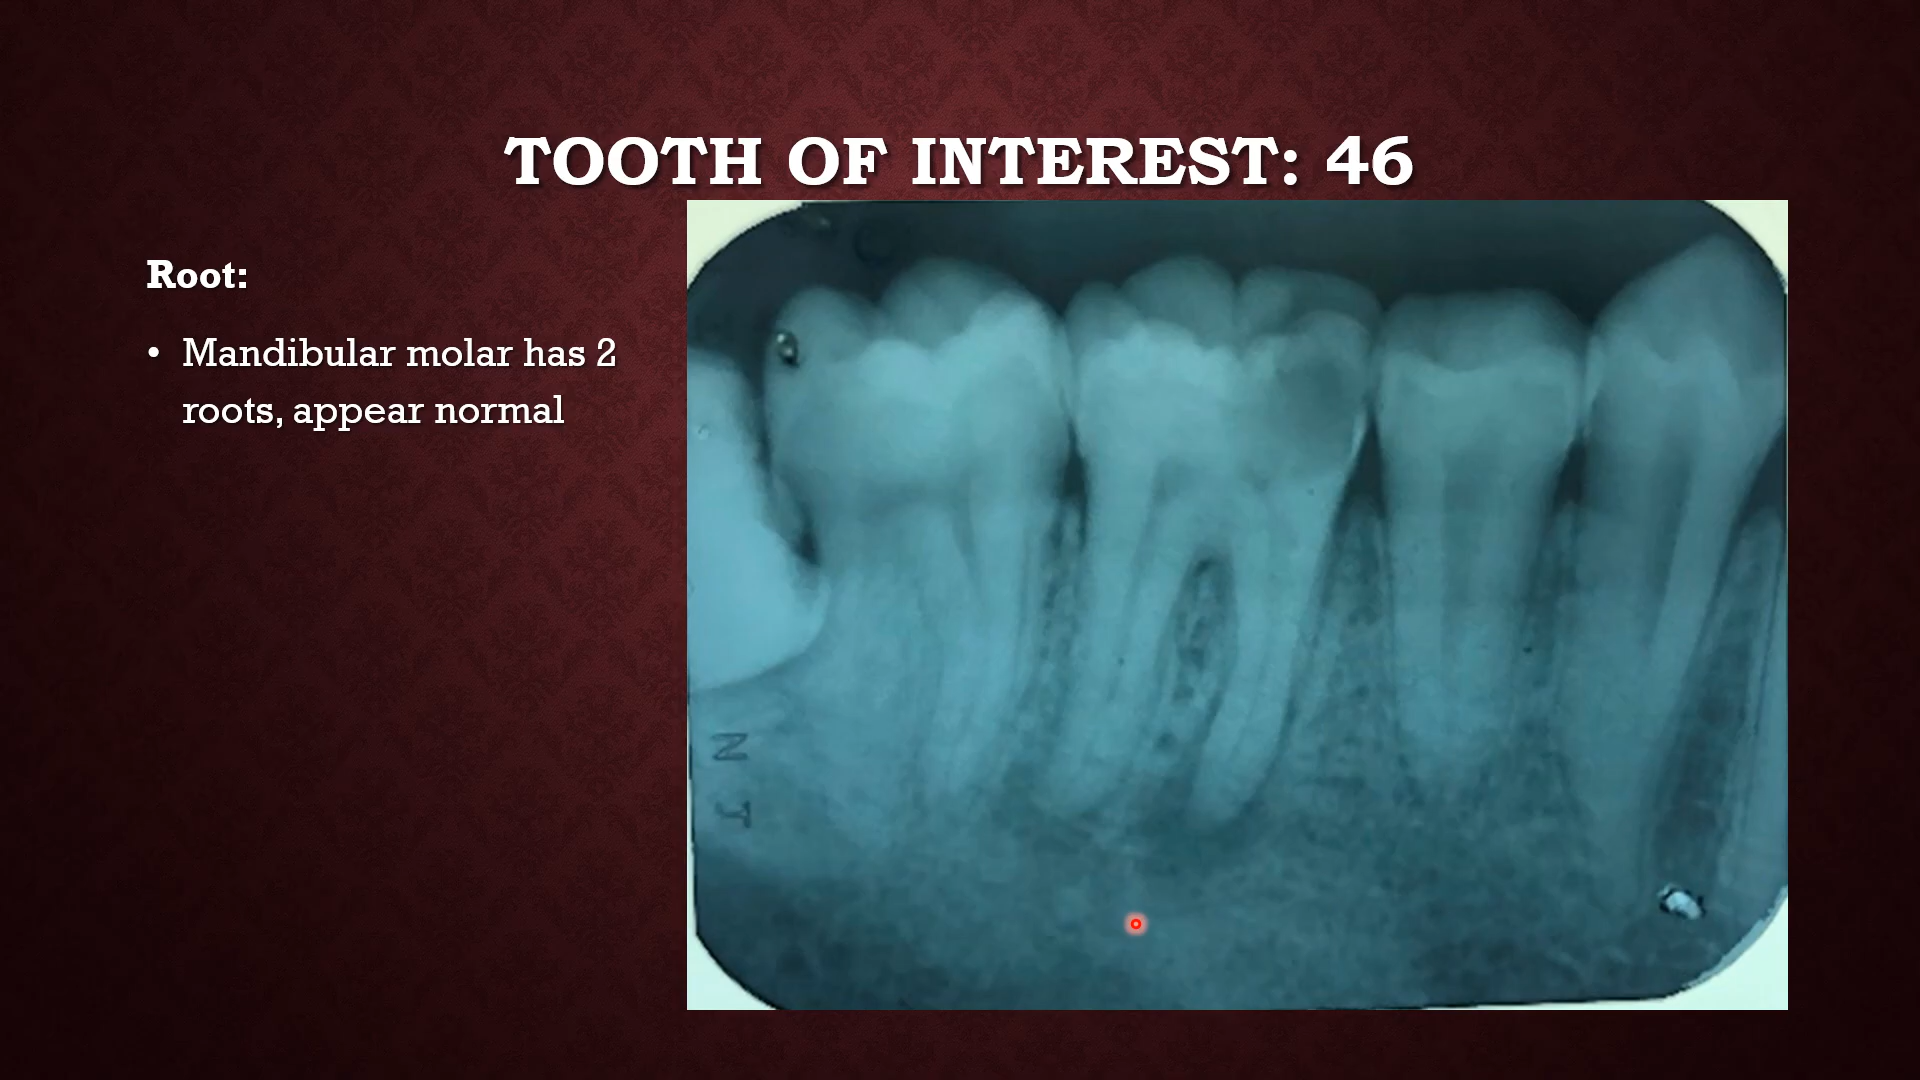 TOOTH OF INTEREST: 46
Root:
• Mandibular molar has 2
roots, appear normal
N
J